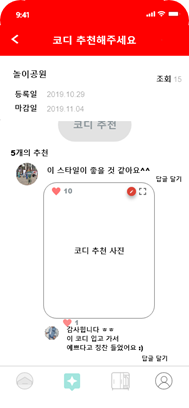 9:41
코디 추천해주세요
놀이공원
조회 15
등록일 2019.10.29
마감일 2019.11.04
코디 추천
5개의 추천
이 스타일이 좋을 것 같아요^^
답글 달기
10
코디 추천 사진
1
감사합니다 ㅎㅎ
이 코디 입고 가서
예쁘다고 칭찬 들었어요 :)
답글 달기